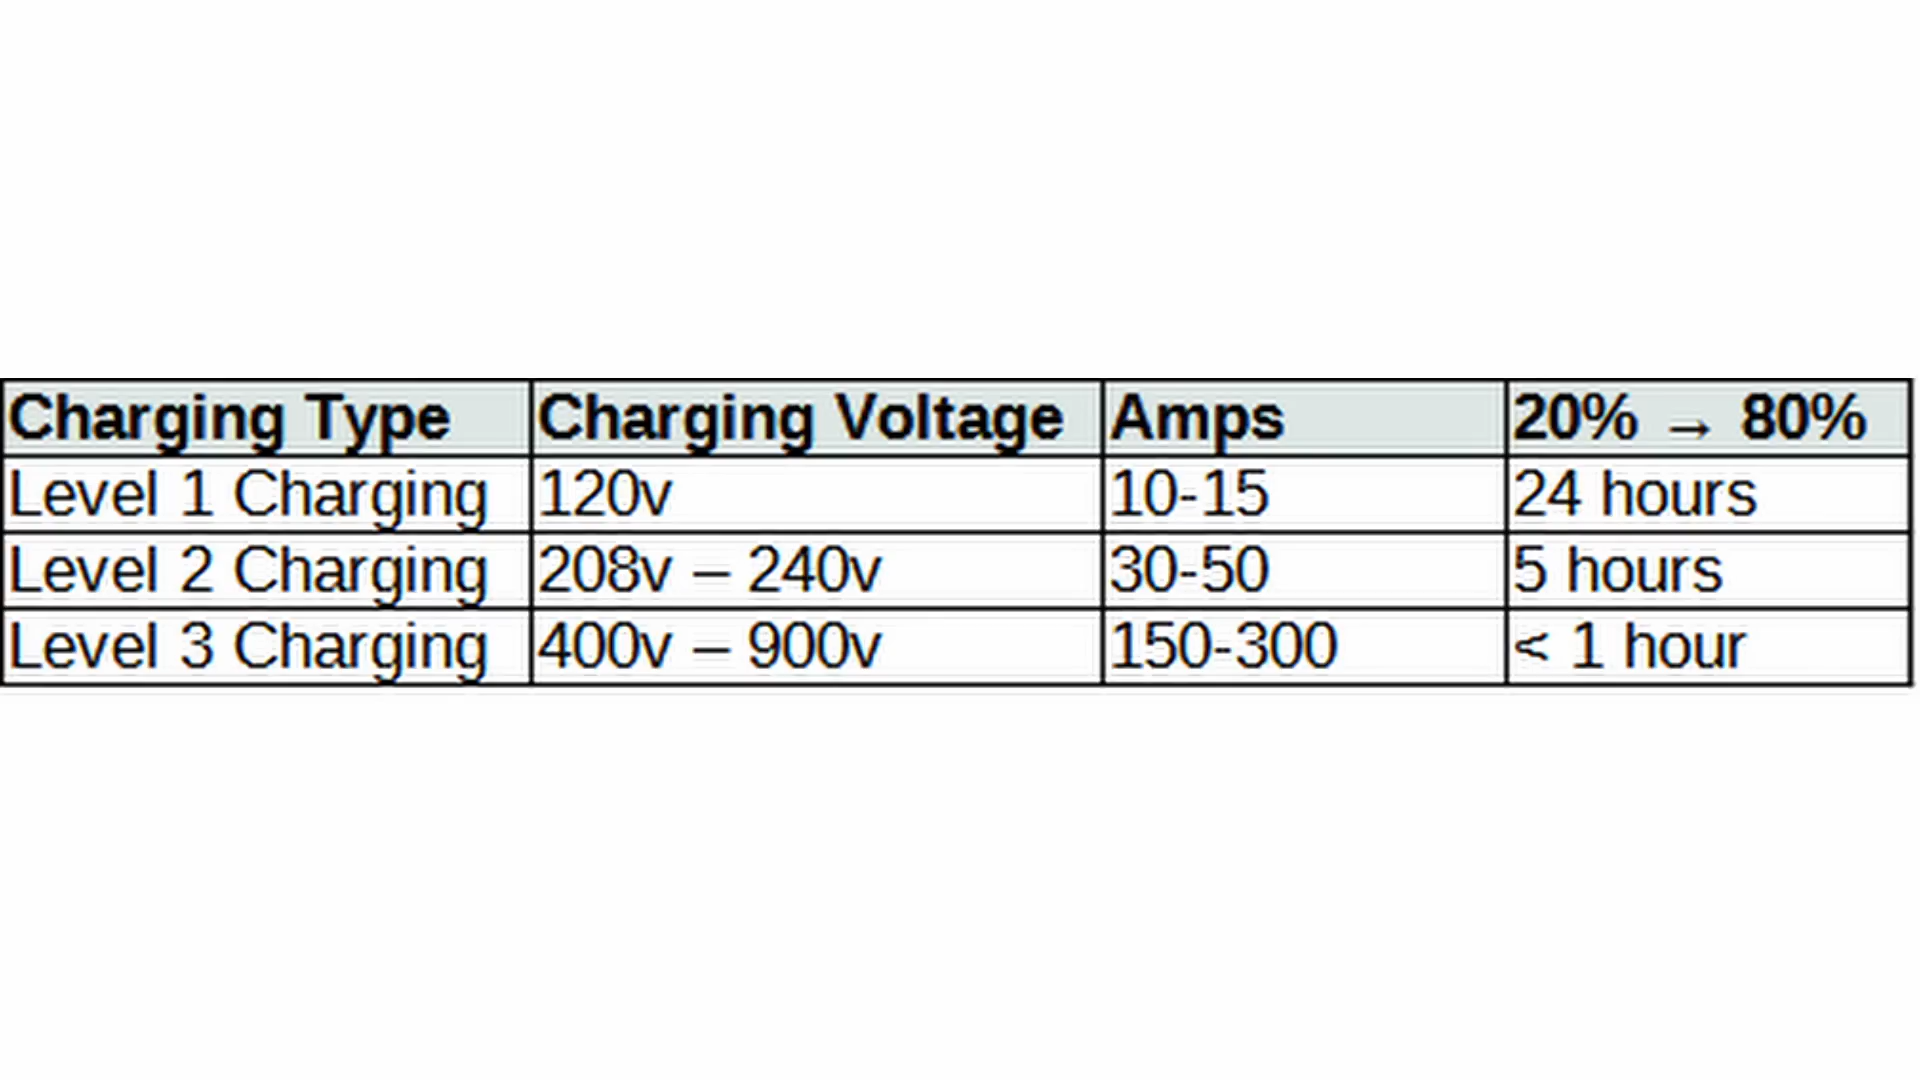 Charging Type Charging Voltage Amps 20% → 80%
Level 1 Charging 120v 10-15 24 hours
Level 2 Charging 208v – 240v 30-50 5 hours
Level 3 Charging 400v – 900v 150-300 < 1 hour